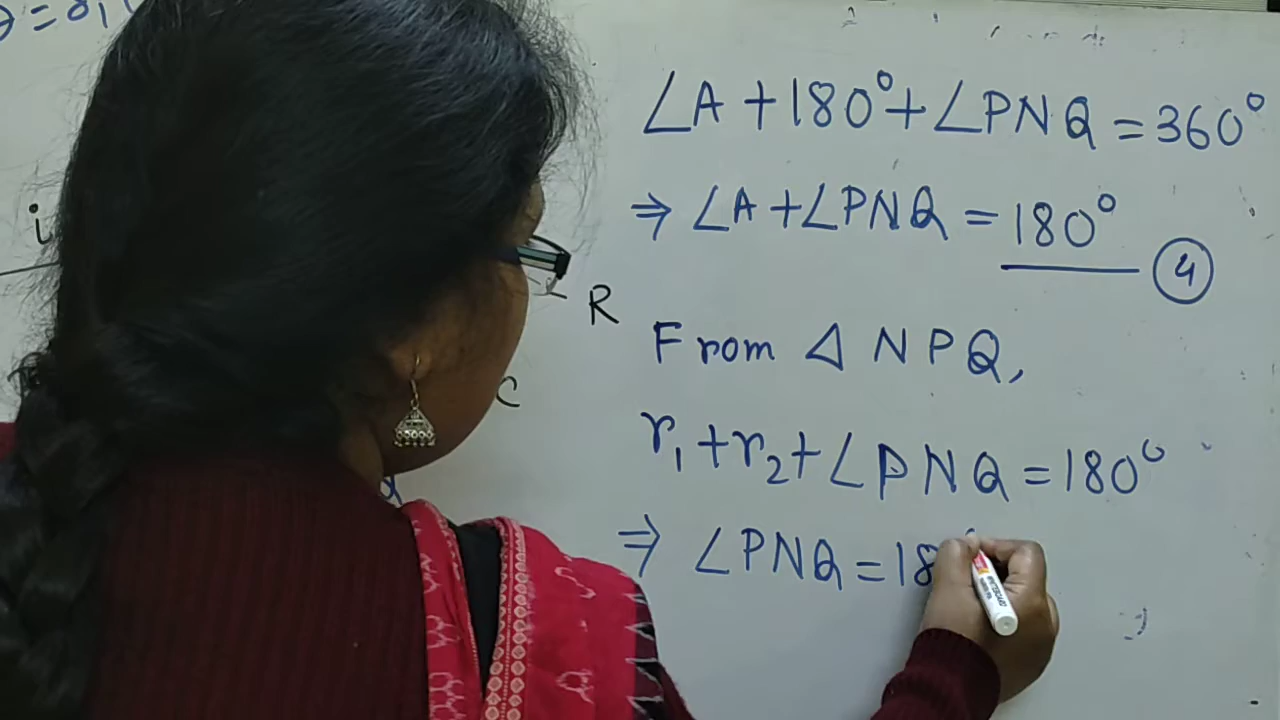 ∠A + 180° + ∠PNQ = 360°
⇒ ∠A + ∠PNQ = 180°
④
i
R
From △ NPQ,
C
r₁ + r₂ + ∠PNQ = 180°
⇒ ∠PNQ = 18